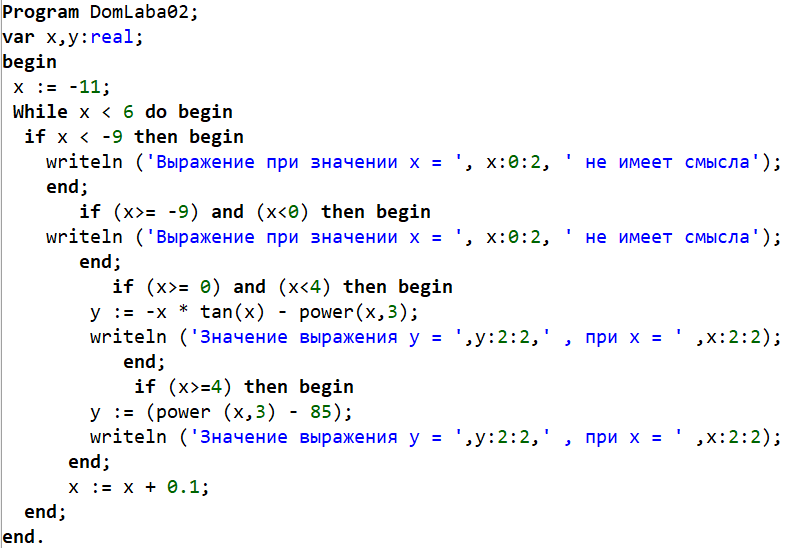 Program DomLaba02;
var x,y:real;
begin
x := -11;
While x < 6 do begin
if x < -9 then begin
writeln ('Выражение при значении x = ', x:0:2, ' не имеет смысла');
end;
if (x>= -9) and (x<0) then begin
writeln ('Выражение при значении x = ', x:0:2, ' не имеет смысла');
end;
if (x>= 0) and (x<4) then begin
y := -x * tan(x) - power(x,3);
writeln ('Значение выражения y = ',y:2:2,' , при x = ' ,x:2:2);
end;
if (x>=4) then begin
y := (power (x,3) - 85);
writeln ('Значение выражения y = ',y:2:2,' , при x = ' ,x:2:2);
end;
x := x + 0.1;
end;
end.